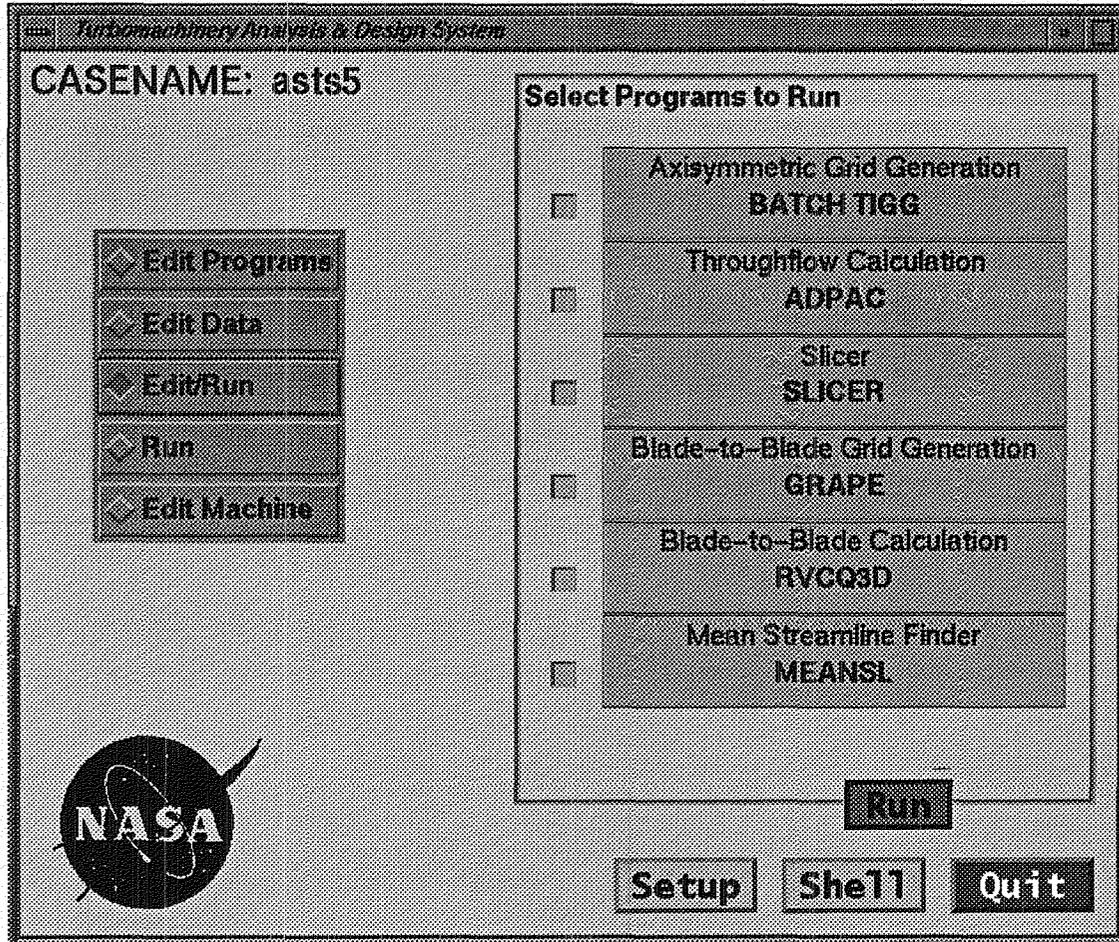 Turbomachinery Analysis & Design System
CASENAME: asts5
Edit Programs
Edit Data
Edit/Run
Run
Edit Machine
Select Programs to Run
Axisymmetric Grid Generation
BATCH TIGG
Throughflow Calculation
ADPAC
Slicer
SLICER
Blade-to-Blade Grid Generation
GRAPE
Blade-to-Blade Calculation
RVCQ3D
Mean Streamline Finder
MEANSL
Run
NASA
Setup
Shell
Quit